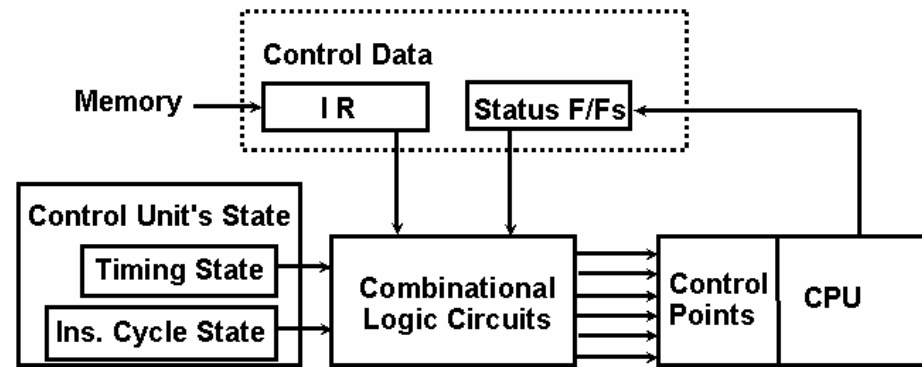 Control Data
Memory
I R
Status F/Fs
Control Unit's State
Timing State
Ins. Cycle State
Combinational
Logic Circuits
Control
Points
CPU